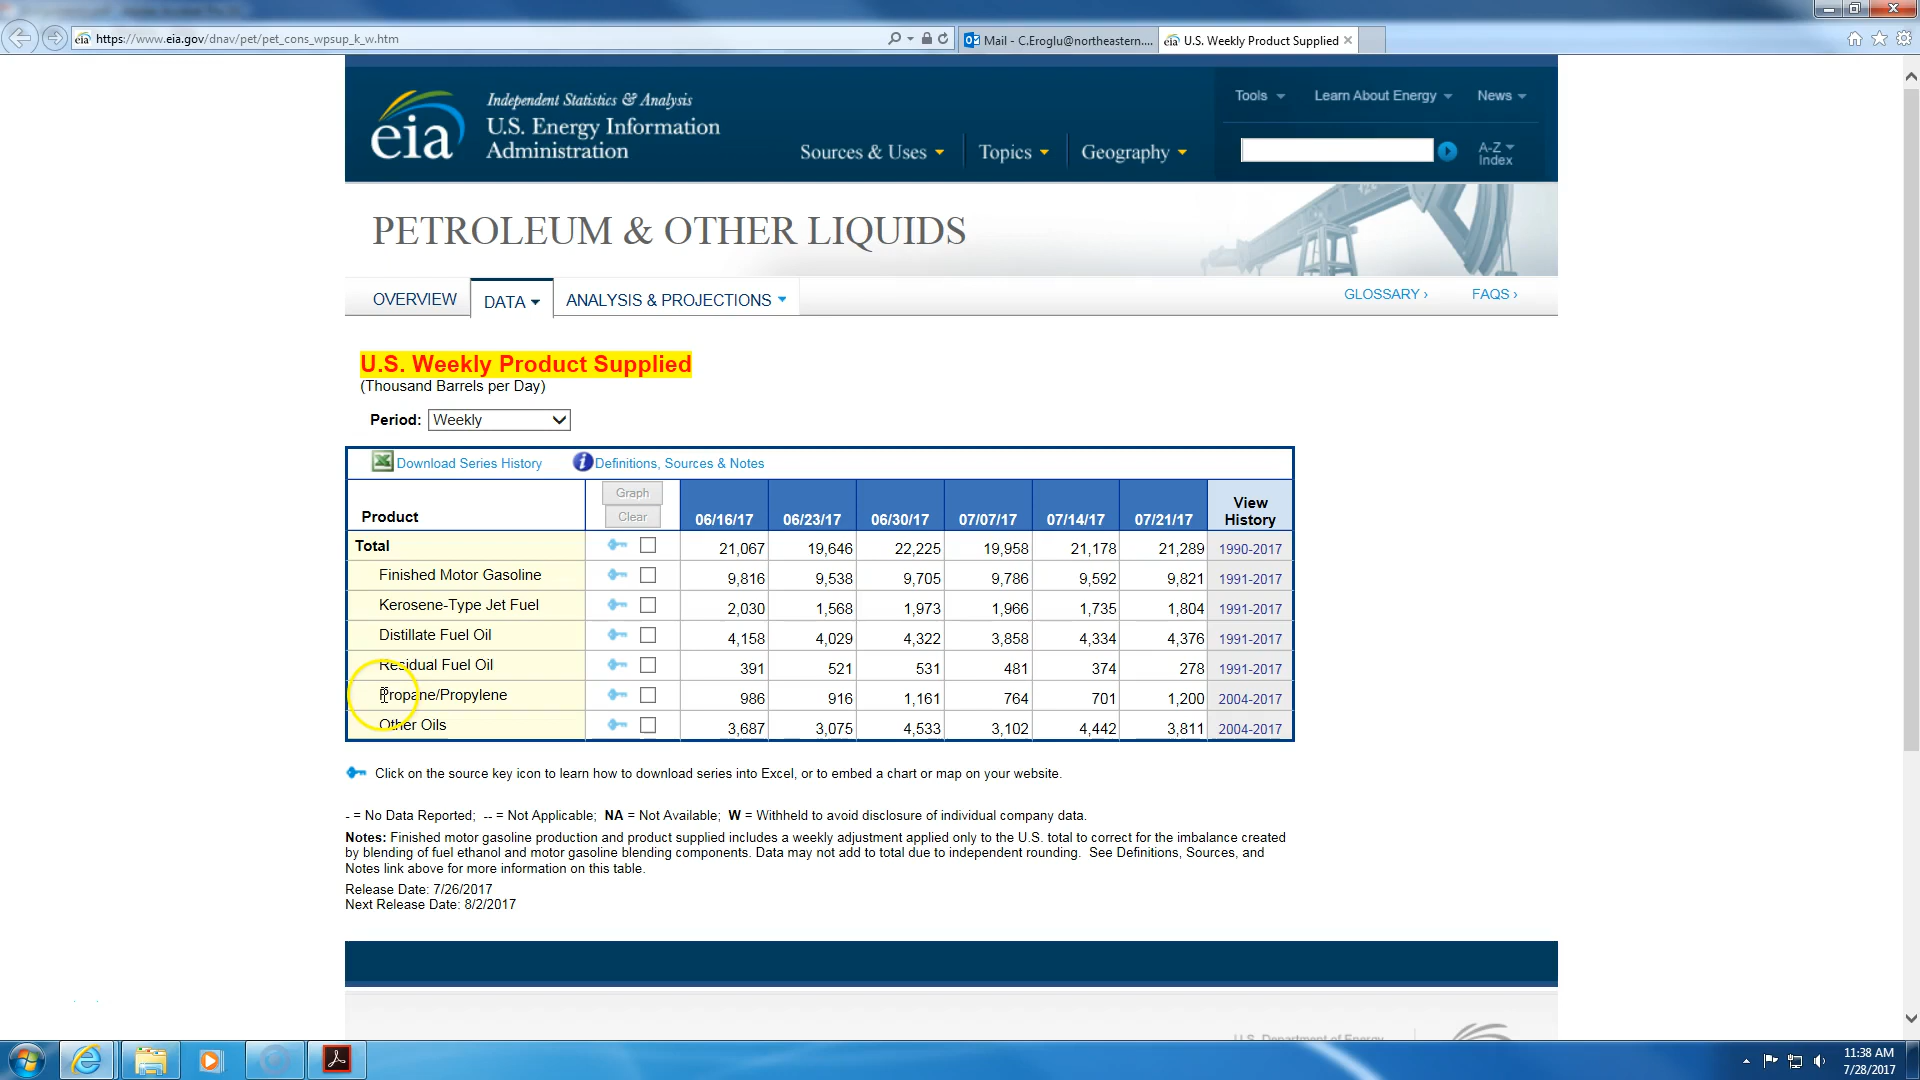 https://www.eia.gov/dnav/pet/pet_cons_wpsup_k_w.htm
Mail - C.Eroglu@northeastern....
U.S. Weekly Product Supplied
eia
Independent Statistics & Analysis
U.S. Energy Information
Administration
Sources & Uses
Topics
Geography
Tools
Learn About Energy
News
A-Z
Index
PETROLEUM & OTHER LIQUIDS
OVERVIEW
DATA
ANALYSIS & PROJECTIONS
GLOSSARY ›
FAQS ›
U.S. Weekly Product Supplied
(Thousand Barrels per Day)
Period: Weekly
Download Series History
Definitions, Sources & Notes
Product
Graph
Clear
06/16/17 06/23/17 06/30/17 07/07/17 07/14/17 07/21/17
View
History
Total 21,067 19,646 22,225 19,958 21,178 21,289 1990-2017
Finished Motor Gasoline 9,816 9,538 9,705 9,786 9,592 9,821 1991-2017
Kerosene-Type Jet Fuel 2,030 1,568 1,973 1,966 1,735 1,804 1991-2017
Distillate Fuel Oil 4,158 4,029 4,322 3,858 4,334 4,376 1991-2017
Residual Fuel Oil 391 521 531 481 374 278 1991-2017
Propane/Propylene 986 916 1,161 764 701 1,200 2004-2017
Other Oils 3,687 3,075 4,533 3,102 4,442 3,811 2004-2017
Click on the source key icon to learn how to download series into Excel, or to embed a chart or map on your website.
- = No Data Reported;  -- = Not Applicable;  NA = Not Available;  W = Withheld to avoid disclosure of individual company data.
Notes: Finished motor gasoline production and product supplied includes a weekly adjustment applied only to the U.S. total to correct for the imbalance created
by blending of fuel ethanol and motor gasoline blending components. Data may not add to total due to independent rounding.  See Definitions, Sources, and
Notes link above for more information on this table.
Release Date: 7/26/2017
Next Release Date: 8/2/2017
U.S. Department of Energy
11:38 AM
7/28/2017